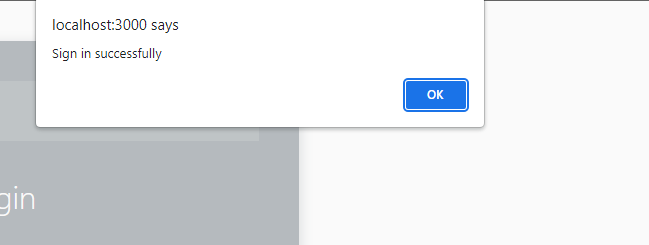 localhost:3000 says
Sign in successfully
OK
gin